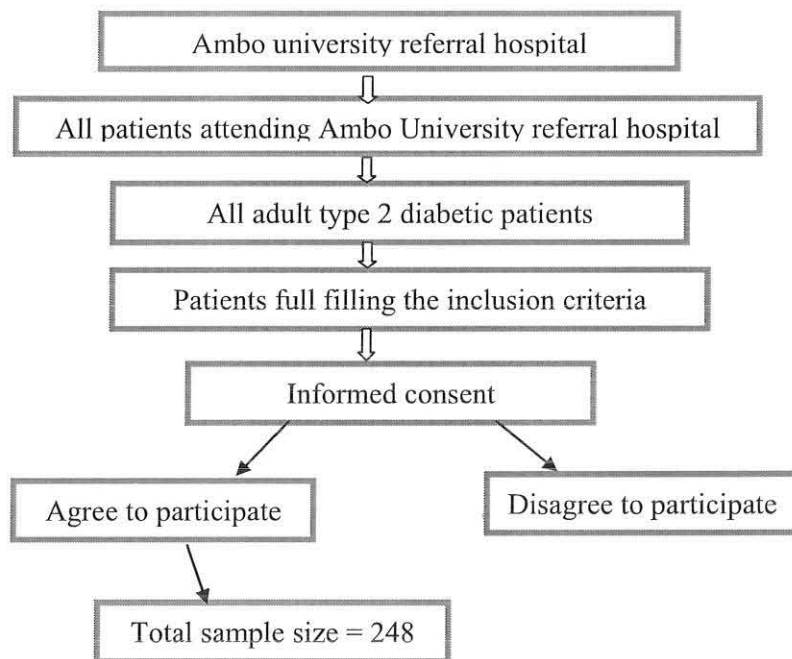 Ambo university referral hospital
All patients attending Ambo University referral hospital
All adult type 2 diabetic patients
Patients full filling the inclusion criteria
Informed consent
Agree to participate
Disagree to participate
Total sample size = 248